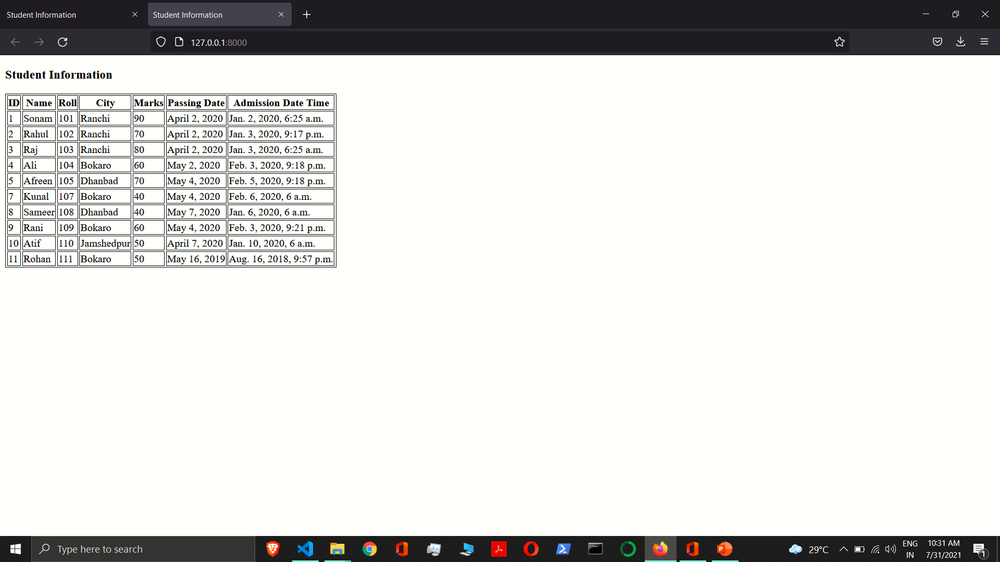 Student Information
Student Information
127.0.0.1:8000
Student Information
ID Name Roll City Marks Passing Date Admission Date Time
1 Sonam 101 Ranchi 90 April 2, 2020 Jan. 2, 2020, 6:25 a.m.
2 Rahul 102 Ranchi 70 April 2, 2020 Jan. 3, 2020, 9:17 p.m.
3 Raj 103 Ranchi 80 April 2, 2020 Jan. 3, 2020, 6:25 a.m.
4 Ali 104 Bokaro 60 May 2, 2020 Feb. 3, 2020, 9:18 p.m.
5 Afreen 105 Dhanbad 70 May 4, 2020 Feb. 5, 2020, 9:18 p.m.
7 Kunal 107 Bokaro 40 May 4, 2020 Feb. 6, 2020, 6 a.m.
8 Sameer 108 Dhanbad 40 May 7, 2020 Jan. 6, 2020, 6 a.m.
9 Rani 109 Bokaro 60 May 4, 2020 Feb. 3, 2020, 9:21 p.m.
10 Atif 110 Jamshedpur 50 April 7, 2020 Jan. 10, 2020, 6 a.m.
11 Rohan 111 Bokaro 50 May 16, 2019 Aug. 16, 2018, 9:57 p.m.
Type here to search
P
29°C
ENG
IN
10:31 AM
7/31/2021
1